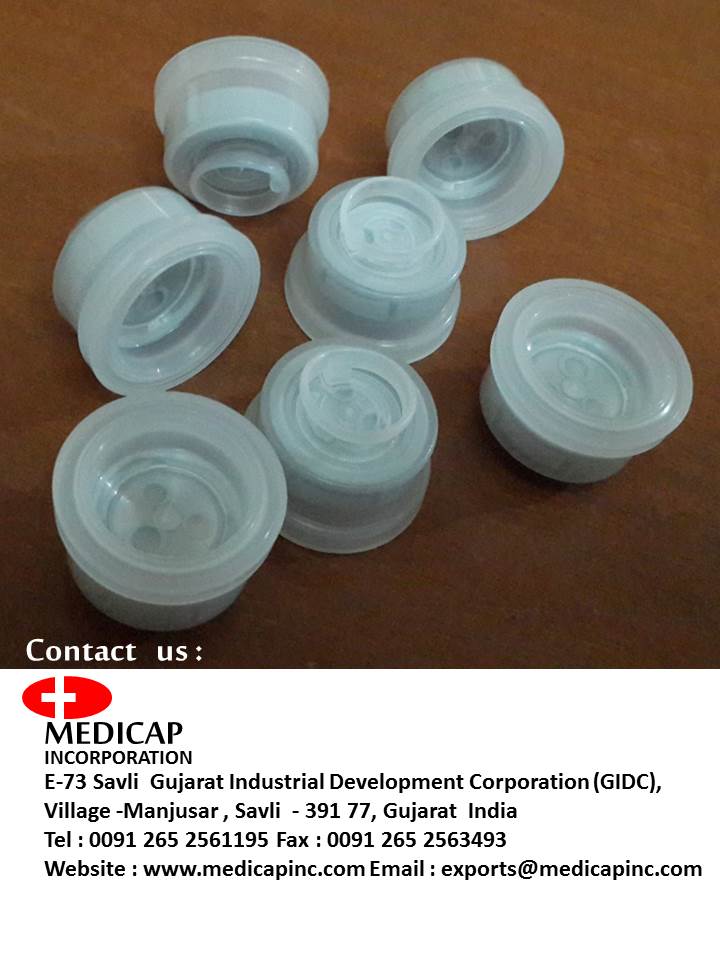 Contact us :
MEDICAP
INCORPORATION
E-73 Savli Gujarat Industrial Development Corporation (GIDC),
Village -Manjusar , Savli - 391 77, Gujarat India
Tel : 0091 265 2561195 Fax : 0091 265 2563493
Website : www.medicapinc.com Email : exports@medicapinc.com